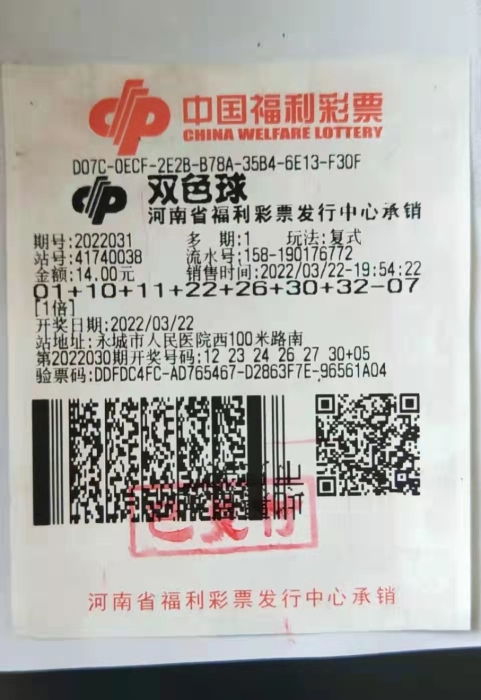 中国福利彩票
CHINA WELFARE LOTTERY
D07C-0ECF-2E2B-B78A-35B4-6E13-F30F
双色球
河南省福利彩票发行中心承销
期号:2022031 多 期:1 玩法:复式
站号:41740038 流水号:158-190176772
金额:14.00元 销售时间:2022/03/22-19:54:22
01+10+11+22+26+30+32-07
[1倍]
开奖日期:2022/03/22
站地址:永城市人民医院西100米路南
第2022030期开奖号码:12 23 24 26 27 30+05
验票码:DDFDC4FC-AD765467-D2863F7E-96561A04
河南省福利彩票发行中心承销